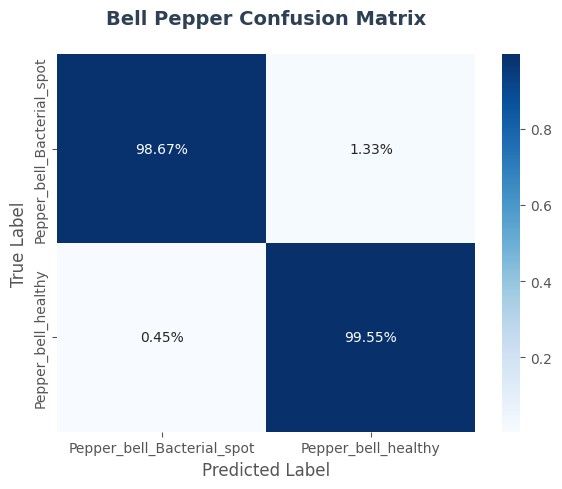 Bell Pepper Confusion Matrix
True Label
Pepper_bell_Bacterial_spot
98.67%
1.33%
Pepper_bell_healthy
0.45%
99.55%
Pepper_bell_Bacterial_spot
Pepper_bell_healthy
Predicted Label
0.8
0.6
0.4
0.2